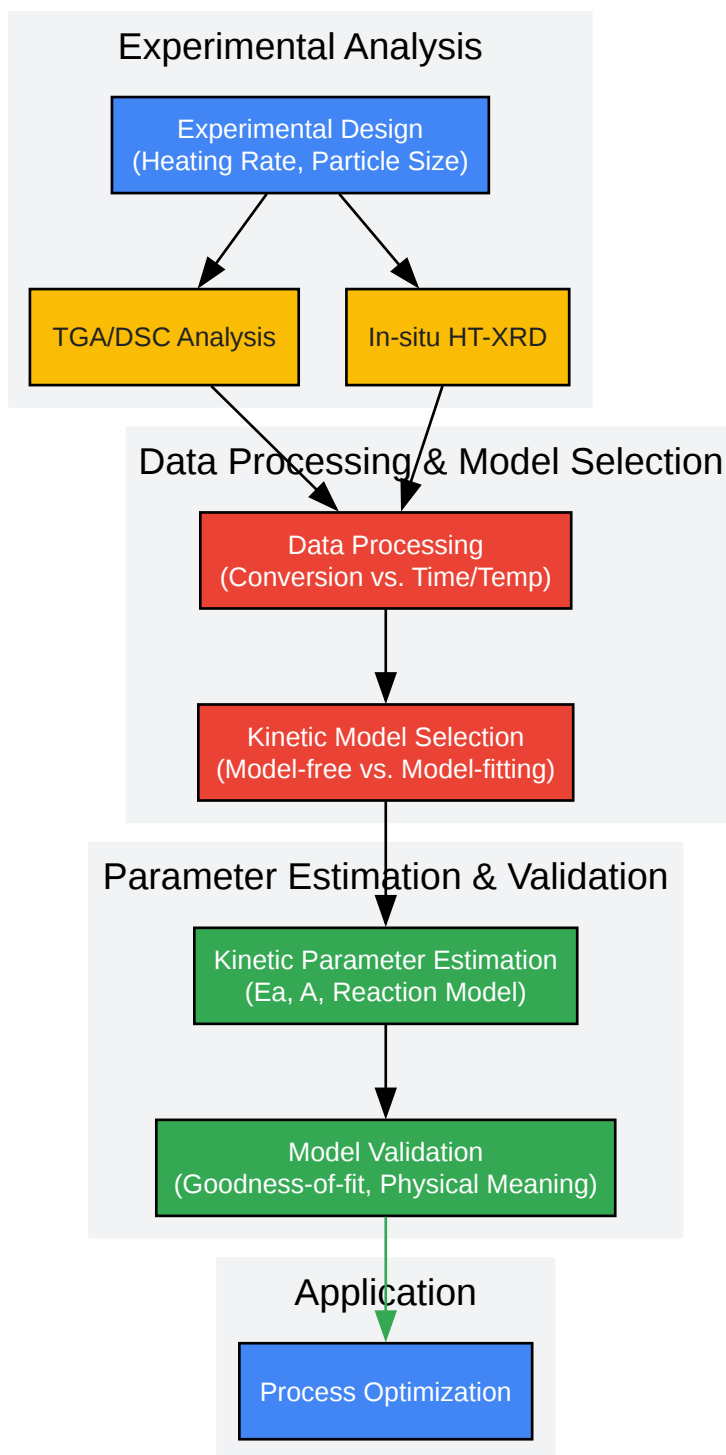 Experimental Analysis
Experimental Design
(Heating Rate, Particle Size)
TGA/DSC Analysis
In-situ HT-XRD
Data Processing & Model Selection
Data Processing
(Conversion vs. Time/Temp)
Kinetic Model Selection
(Model-free vs. Model-fitting)
Parameter Estimation & Validation
Kinetic Parameter Estimation
(Ea, A, Reaction Model)
Model Validation
(Goodness-of-fit, Physical Meaning)
Application
Process Optimization